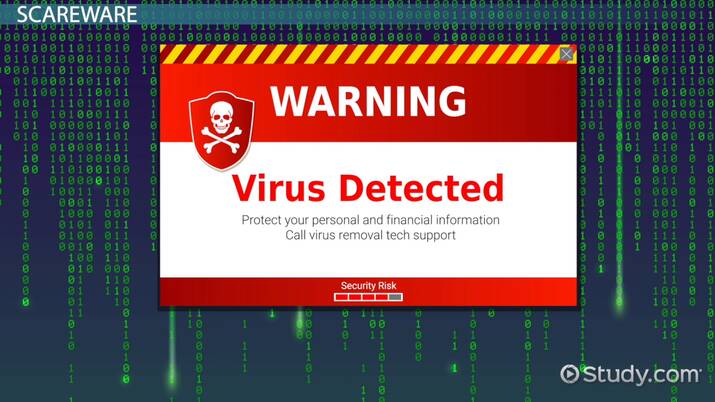 SCAREWARE
WARNING
Virus Detected
Protect your personal and financial information
Call virus removal tech support
Security Risk
Study.com